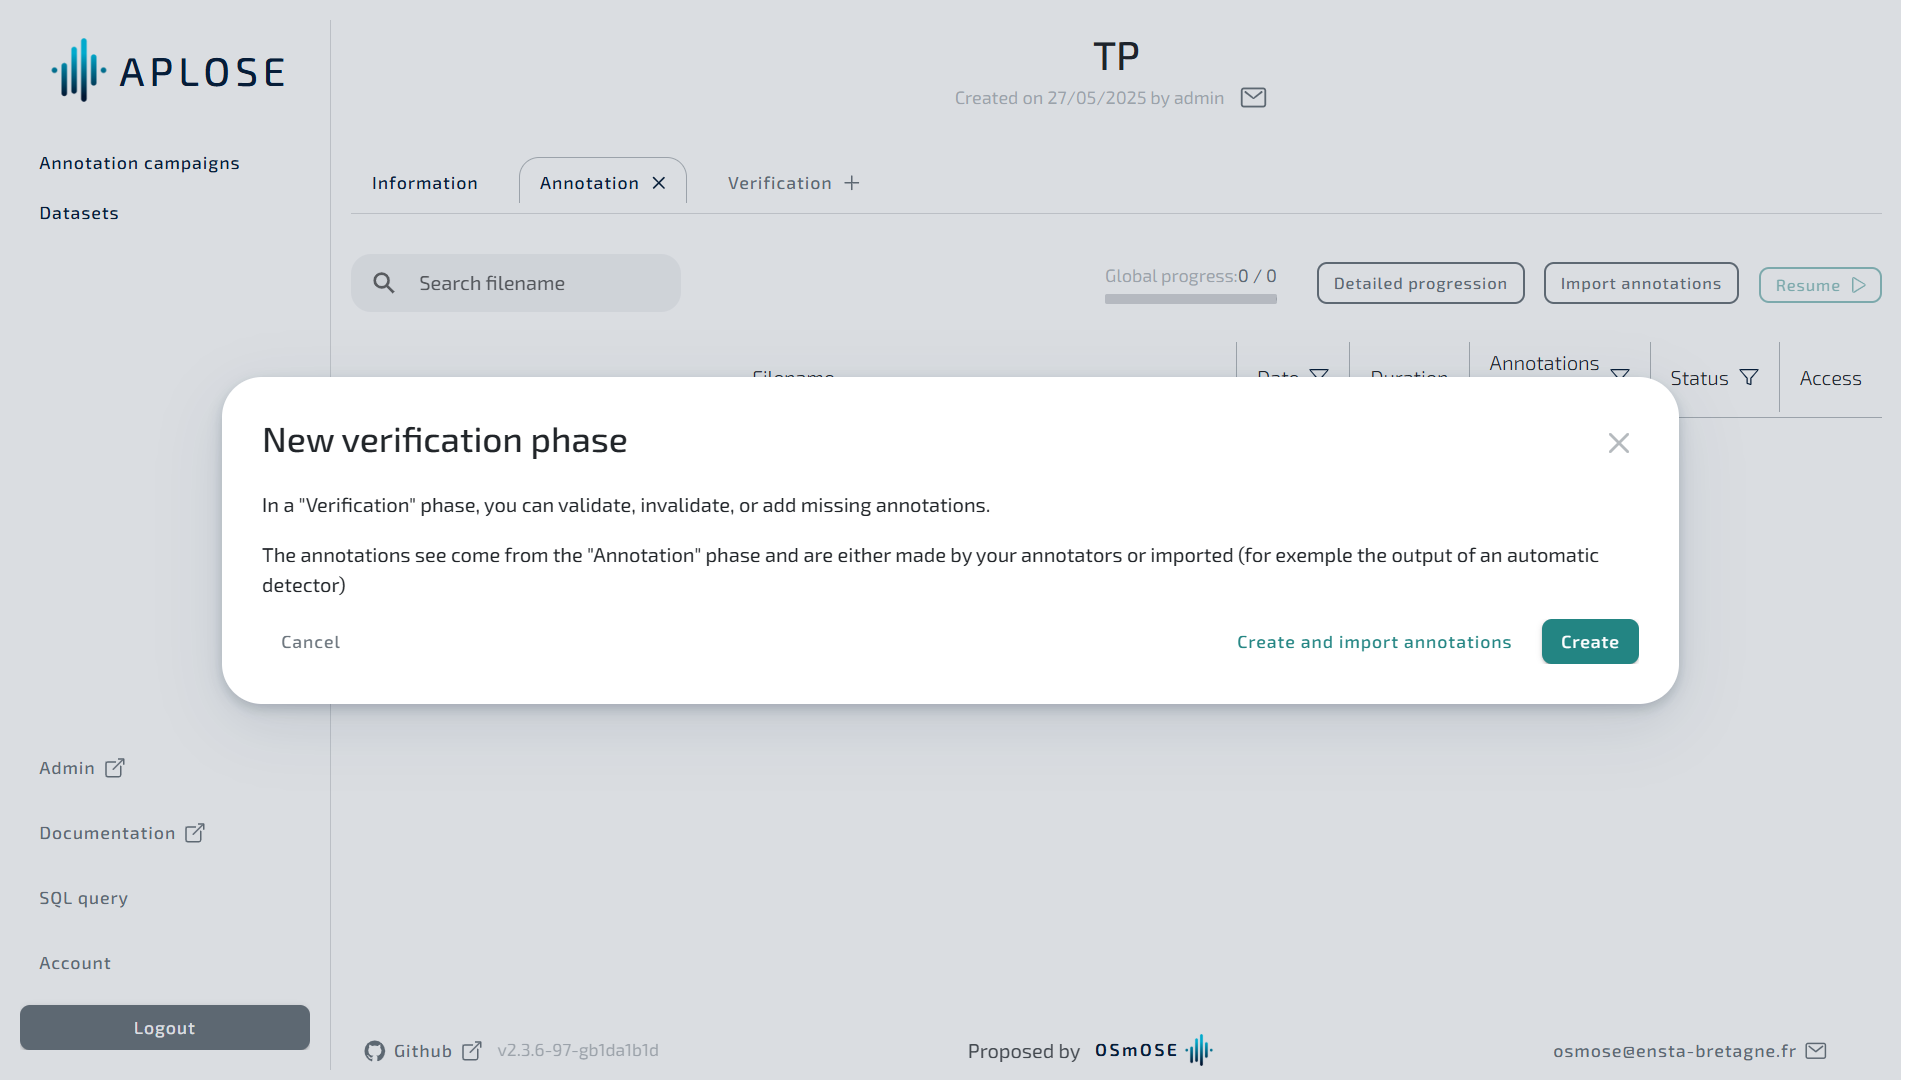 APLOSE
Annotation campaigns
Datasets
TP
Created on 27/05/2025 by admin
Information
Annotation
Verification
Search filename
Global progress:0 / 0
Detailed progression
Import annotations
Resume
Filename
Date
Duration
Annotations
Status
Access
New verification phase
In a "Verification" phase, you can validate, invalidate, or add missing annotations.
The annotations see come from the "Annotation" phase and are either made by your annotators or imported (for exemple the output of an automatic
detector)
Cancel
Create and import annotations
Create
Admin
Documentation
SQL query
Account
Logout
Github
v2.3.6-97-gb1da1b1d
Proposed by
OSmOSE
osmose@ensta-bretagne.fr